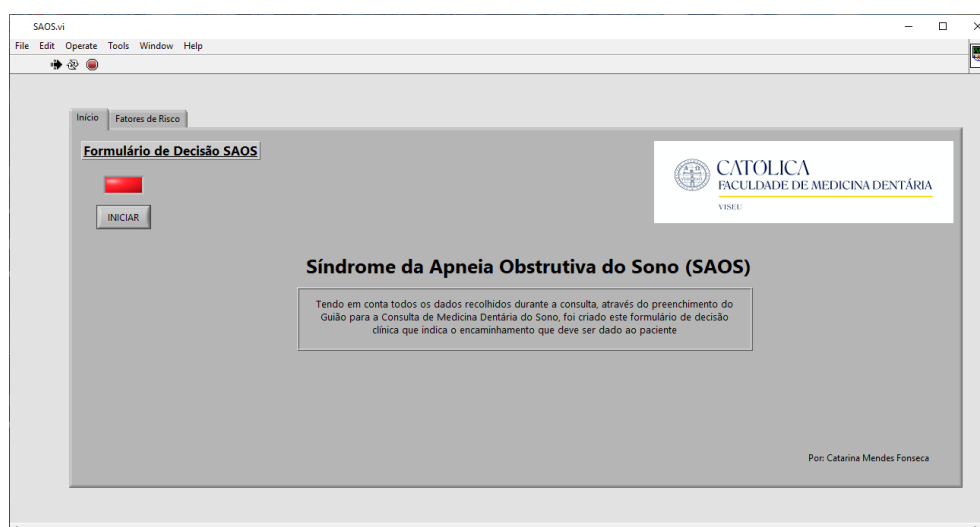 SAOS.vi
File Edit Operate Tools Window Help
Início Fatores de Risco
Formulário de Decisão SAOS
CATOLICA
FACULDADE DE MEDICINA DENTÁRIA
VISEU
INICIAR
Síndrome da Apneia Obstrutiva do Sono (SAOS)
Tendo em conta todos os dados recolhidos durante a consulta, através do preenchimento do
Guião para a Consulta de Medicina Dentária do Sono, foi criado este formulário de decisão
clínica que indica o encaminhamento que deve ser dado ao paciente
Por: Catarina Mendes Fonseca